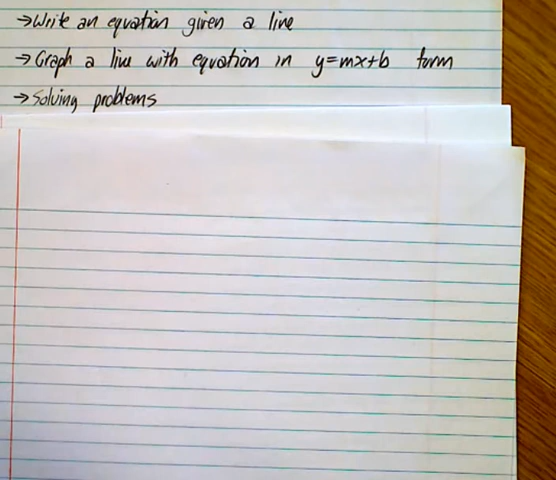 →Write an equation given a line
→Graph a line with equation in y=mx+b form
→Solving problems